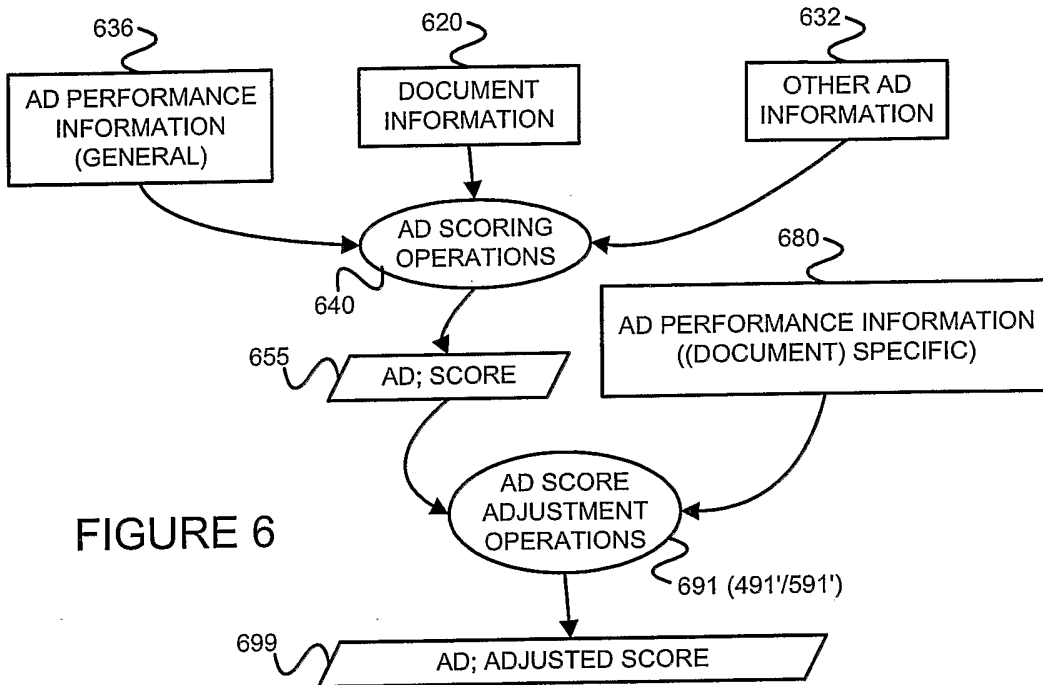 636
620
632
AD PERFORMANCE
INFORMATION
(GENERAL)
DOCUMENT
INFORMATION
OTHER AD
INFORMATION
AD SCORING
OPERATIONS
640
680
AD PERFORMANCE INFORMATION
((DOCUMENT) SPECIFIC)
655
AD; SCORE
AD SCORE
ADJUSTMENT
OPERATIONS
FIGURE 6
691 (491'/591')
699
AD; ADJUSTED SCORE